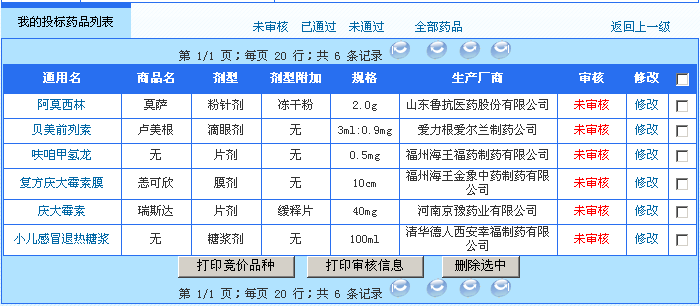 我的投标药品列表
未审核 已通过 未通过 全部药品 返回上一级
第 1/1 页；每页 20 行；共 6 条记录
通用名 商品名 剂型 剂型附加 规格 生产厂商 审核 修改
阿莫西林 莫萨 粉针剂 冻干粉 2.0g 山东鲁抗医药股份有限公司 未审核 修改
贝美前列素 卢美根 滴眼剂 无 3ml:0.9mg 爱力根爱尔兰制药公司 未审核 修改
呋咱甲氢龙 无 片剂 无 0.5mg 福州海王福药制药有限公司 未审核 修改
复方庆大霉素膜 恙可欣 膜剂 无 10cm 福州海王金象中药制药有限公司 未审核 修改
庆大霉素 瑞斯达 片剂 缓释片 40mg 河南京豫药业有限公司 未审核 修改
小儿感冒退热糖浆 无 糖浆剂 无 100ml 清华德人西安幸福制药有限公司 未审核 修改
打印竞价品种 打印审核信息 删除选中
第 1/1 页；每页 20 行；共 6 条记录